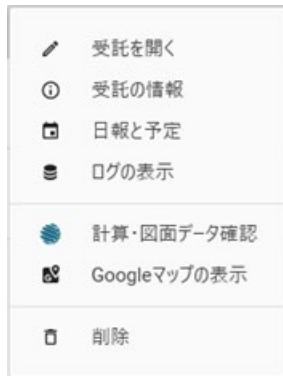 受託を開く
受託の情報
日報と予定
ログの表示
計算・図面データ確認
Googleマップの表示
削除